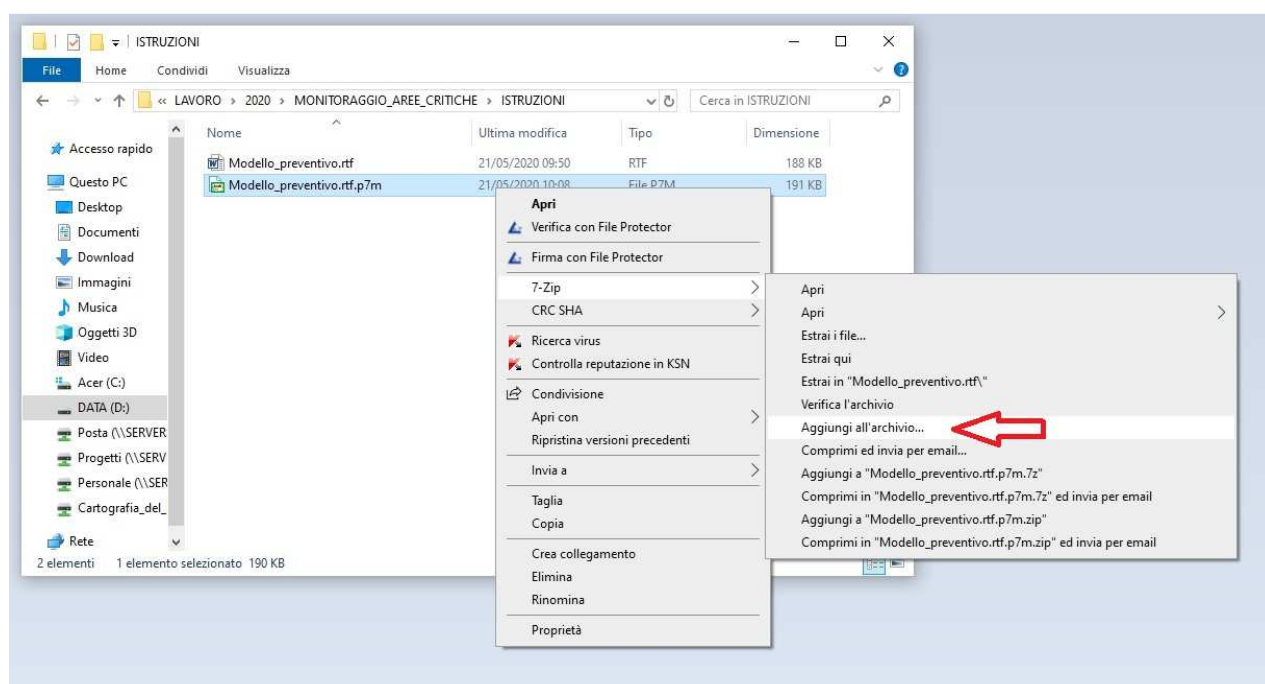 ISTRUZIONI
File Home Condividi Visualizza
« LAVORO > 2020 > MONITORAGGIO_AREE_CRITICHE > ISTRUZIONI
Cerca in ISTRUZIONI
Nome Ultima modifica Tipo Dimensione
Modello_preventivo.rtf 21/05/2020 09:50 RTF 188 KB
Modello_preventivo.rtf.p7m 21/05/2020 10:08 File P7M 191 KB
Accesso rapido
Questo PC
Desktop
Documenti
Download
Immagini
Musica
Oggetti 3D
Video
Acer (C:)
DATA (D:)
Posta (\\SERVER
Progetti (\\SERV
Personale (\\SER
Cartografia_del_
Rete
2 elementi 1 elemento selezionato 190 KB
Apri
Verifica con File Protector
Firma con File Protector
7-Zip
CRC SHA
Ricerca virus
Controlla reputazione in KSN
Condivisione
Apri con
Ripristina versioni precedenti
Invia a
Taglia
Copia
Crea collegamento
Elimina
Rinomina
Proprietà
Apri
Apri
Estrai i file...
Estrai qui
Estrai in "Modello_preventivo.rtf\"
Verifica l'archivio
Aggiungi all'archivio...
Comprimi ed invia per email...
Aggiungi a "Modello_preventivo.rtf.p7m.7z"
Comprimi in "Modello_preventivo.rtf.p7m.7z" ed invia per email
Aggiungi a "Modello_preventivo.rtf.p7m.zip"
Comprimi in "Modello_preventivo.rtf.p7m.zip" ed invia per email